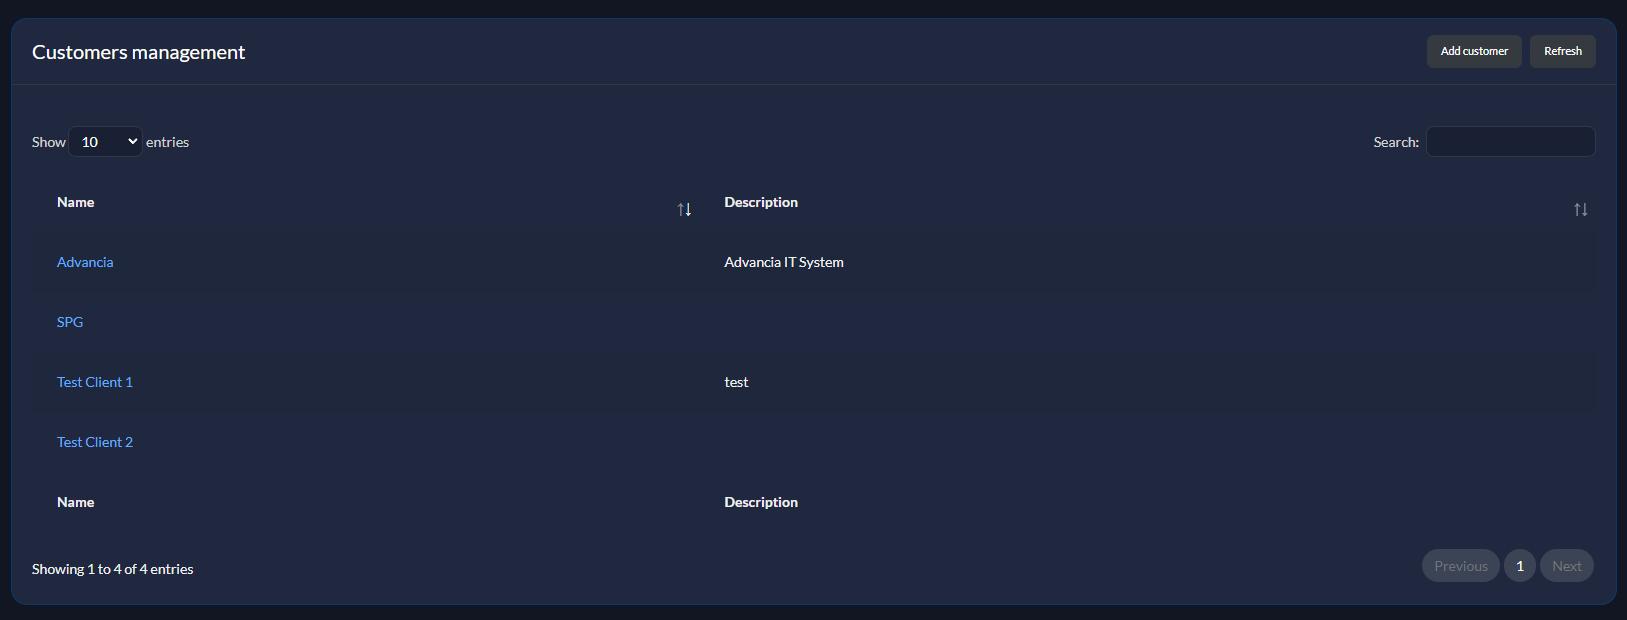 Customers management
Add customer
Refresh
Show 10 entries
Search:
Name
Description
Advancia
Advancia IT System
SPG
Test Client 1
test
Test Client 2
Name
Description
Showing 1 to 4 of 4 entries
Previous
1
Next